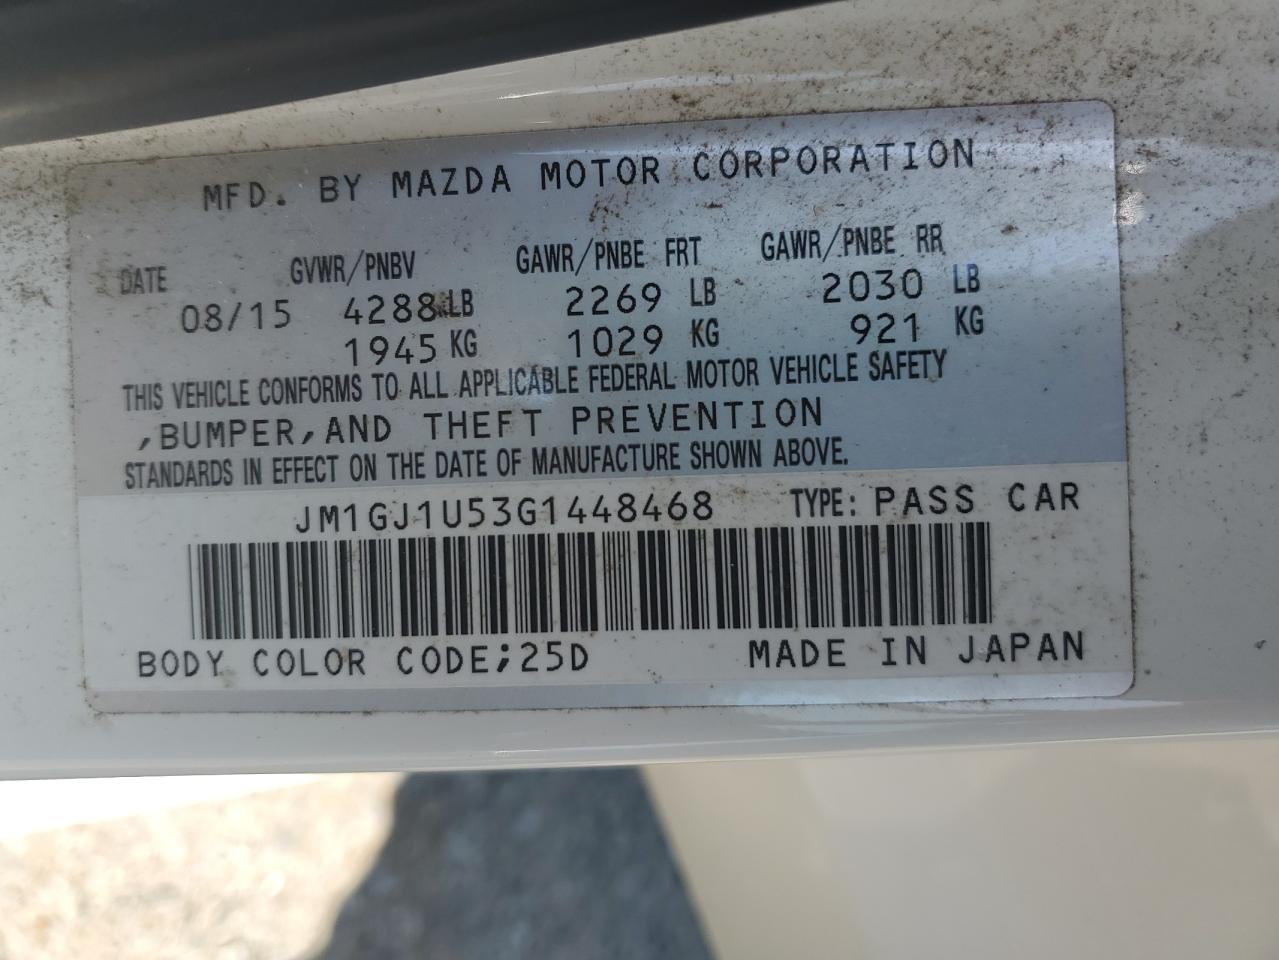 MFD. BY MAZDA MOTOR CORPORATION
DATE GVWR/PNBV GAWR/PNBE FRT GAWR/PNBE RR
08/15 4288 LB 2269 LB 2030 LB
1945 KG 1029 KG 921 KG
THIS VEHICLE CONFORMS TO ALL APPLICABLE FEDERAL MOTOR VEHICLE SAFETY
,BUMPER,AND THEFT PREVENTION
STANDARDS IN EFFECT ON THE DATE OF MANUFACTURE SHOWN ABOVE.
JM1GJ1U53G1448468 TYPE: PASS CAR
BODY COLOR CODE;25D MADE IN JAPAN